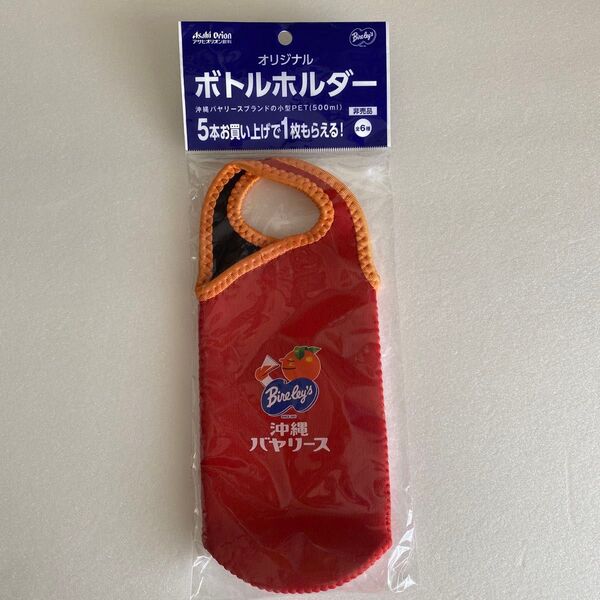 Asahi Orion
アサヒオリオン飲料
Bireley's
オリジナル
ボトルホルダー
沖縄バヤリースブランドの小型PET(500ml)
非売品
5本お買い上げで1枚もらえる!
全6種
Bireley's
沖縄
バヤリース